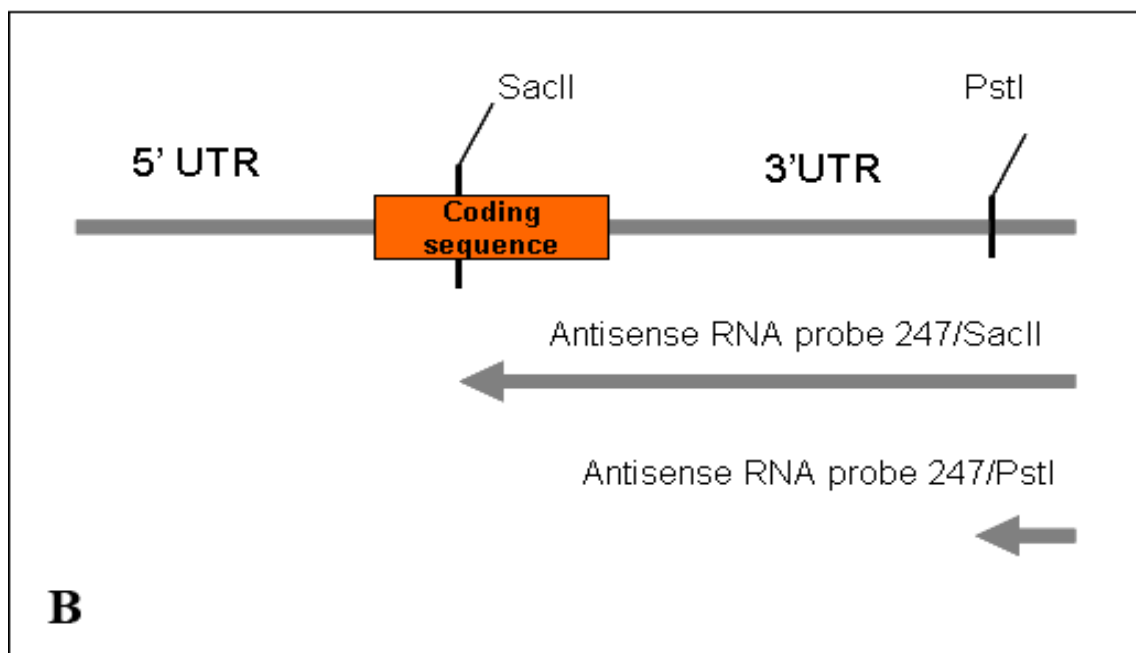 SacII
PstI
5' UTR
3'UTR
Coding
sequence
Antisense RNA probe 247/SacII
Antisense RNA probe 247/PstI
B